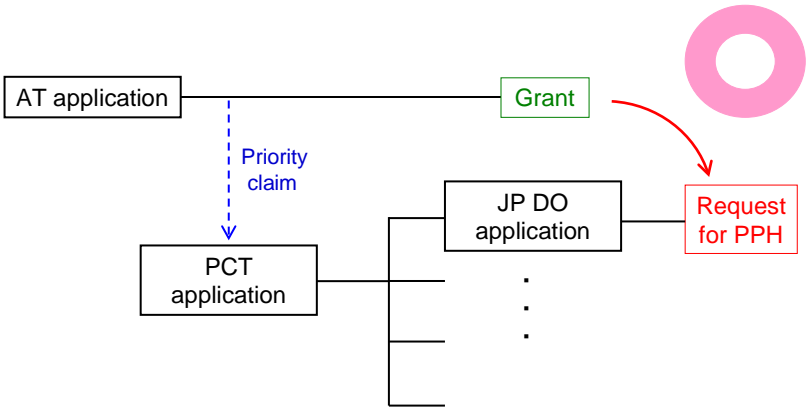 AT application
Grant
Priority
claim
JP DO
application
Request
for PPH
PCT
application